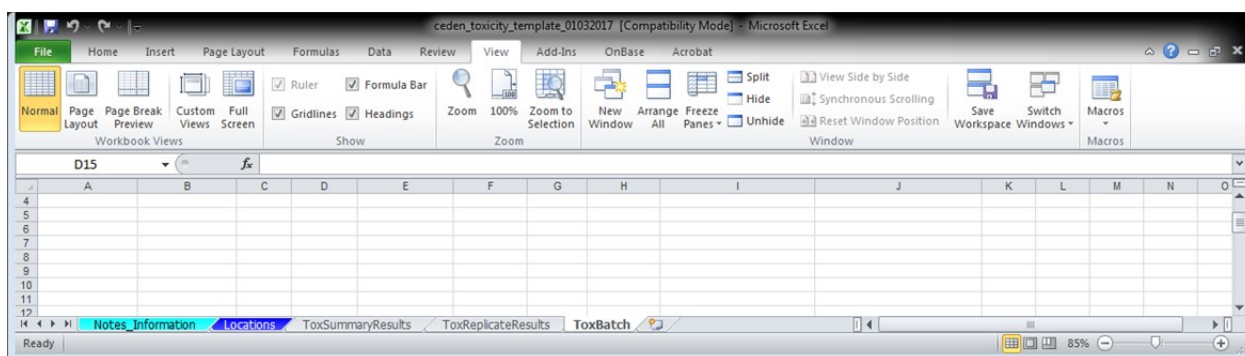 ceden_toxicity_template_01032017 [Compatibility Mode] - Microsoft Excel
File Home Insert Page Layout Formulas Data Review View Add-Ins OnBase Acrobat
Normal Page Layout Page Break Preview Custom Views Full Screen
Workbook Views
Ruler Formula Bar
Gridlines Headings
Show
Zoom 100% Zoom to Selection
Zoom
New Window Arrange All Freeze Panes
Split
Hide
Unhide
View Side by Side
Synchronous Scrolling
Reset Window Position
Save Workspace Switch Windows
Window
Macros
Macros
D15 fx
A B C D E F G H I J K L M N O
4
5
6
7
8
9
10
11
12
Notes_Information Locations ToxSummaryResults ToxReplicateResults ToxBatch
Ready 85%